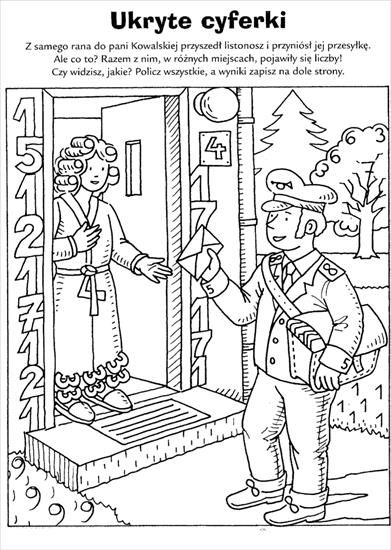 Ukryte cyferki
Z samego rana do pani Kowalskiej przyszedł listonosz i przyniósł jej przesyłkę.
Ale co to? Razem z nim, w różnych miejscach, pojawiły się liczby!
Czy widzisz, jakie? Policz wszystkie, a wyniki zapisz na dole strony.
4